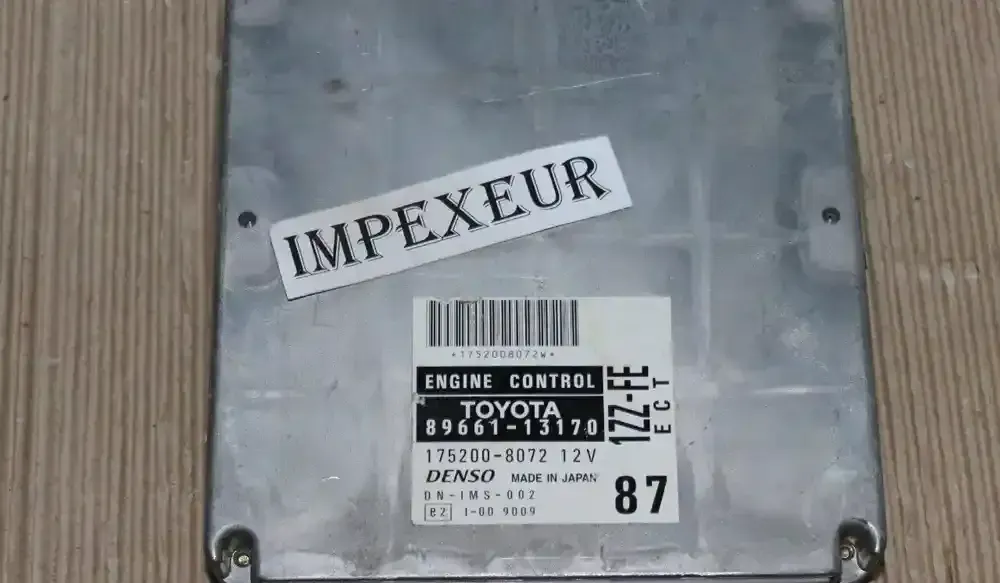 IMPEXEUR
*1752008072W*
ENGINE CONTROL
TOYOTA
89661-13170
1ZZ-FE
ECT
175200-8072 12V
DENSO MADE IN JAPAN
DN-IMS-002
e2 1-00 9009
87